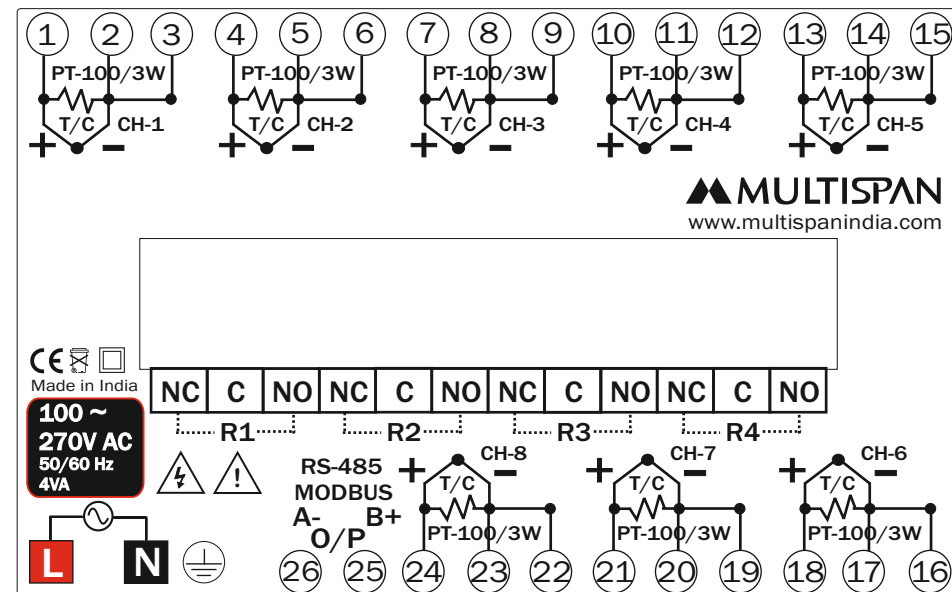 1 2 3 4 5 6 7 8 9 10 11 12 13 14 15
PT-100/3W PT-100/3W PT-100/3W PT-100/3W PT-100/3W
T/C CH-1 T/C CH-2 T/C CH-3 T/C CH-4 T/C CH-5
+ − + − + − + − + −
MULTISPAN
www.multispanindia.com
CE
Made in India
NC C NO NC C NO NC C NO NC C NO
R1 R2 R3 R4
100 ~
270V AC
50/60 Hz
4VA
L N
RS-485
MODBUS
A- B+
O/P
+ − CH-8 + − CH-7 + − CH-6
T/C T/C T/C
PT-100/3W PT-100/3W PT-100/3W
26 25 24 23 22 21 20 19 18 17 16